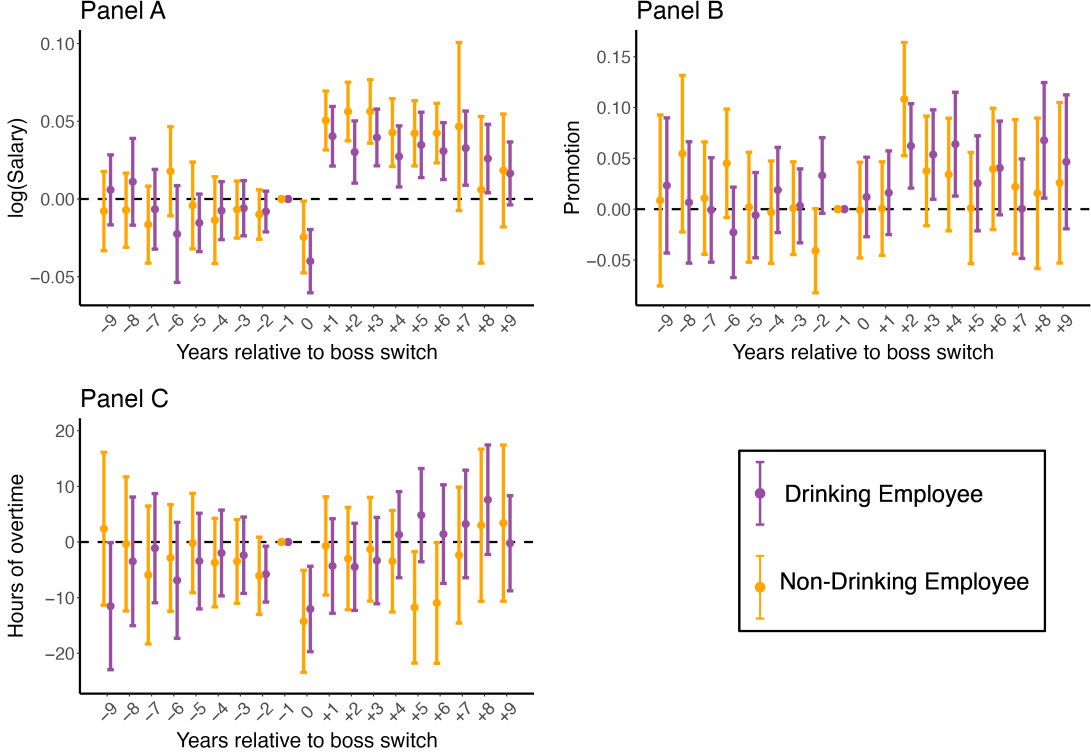 Panel A
log(Salary)
0.10
0.05
0.00
−0.05
−9 −8 −7 −6 −5 −4 −3 −2 −1 0 +1 +2 +3 +4 +5 +6 +7 +8 +9
Years relative to boss switch
Panel B
Promotion
0.15
0.10
0.05
0.00
−0.05
−9 −8 −7 −6 −5 −4 −3 −2 −1 0 +1 +2 +3 +4 +5 +6 +7 +8 +9
Years relative to boss switch
Panel C
Hours of overtime
20
10
0
−10
−20
−9 −8 −7 −6 −5 −4 −3 −2 −1 0 +1 +2 +3 +4 +5 +6 +7 +8 +9
Years relative to boss switch
Drinking Employee
Non-Drinking Employee